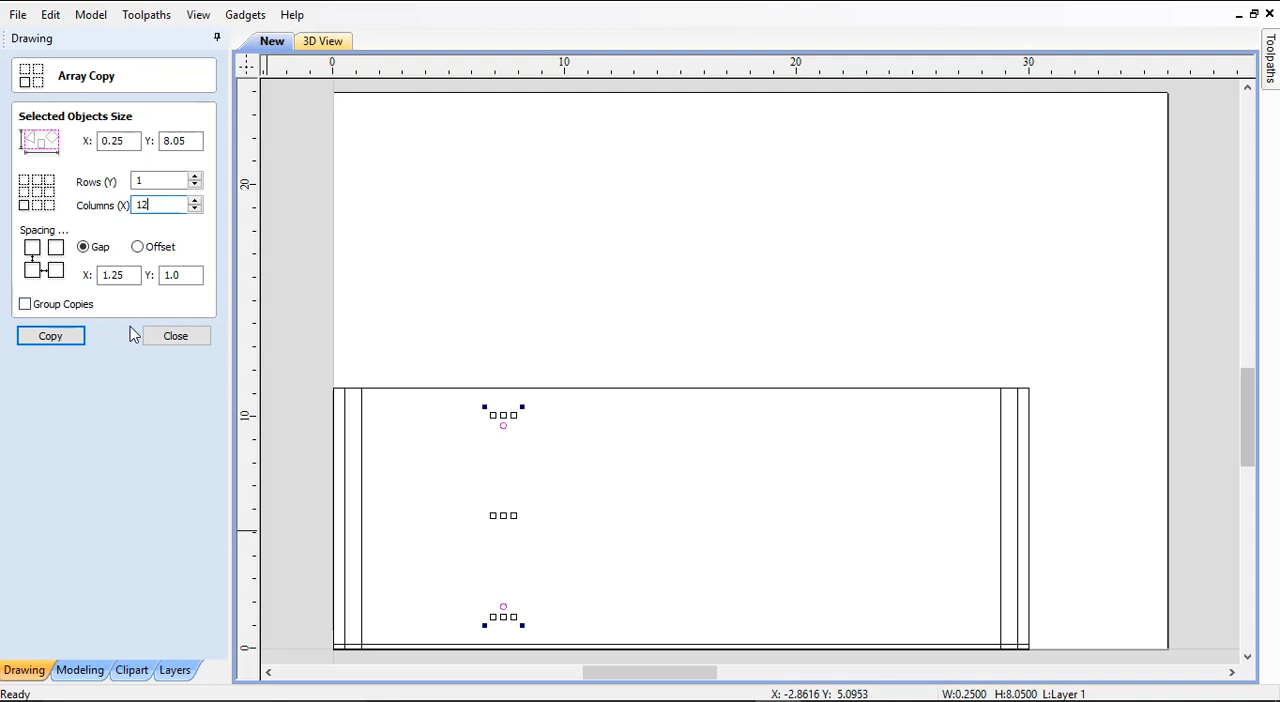 File Edit Model Toolpaths View Gadgets Help
Drawing
New 3D View
Toolpaths
0 10 20 30
Array Copy
Selected Objects Size
X: 0.25 Y: 8.05
Rows (Y) 1
Columns (X) 12
Spacing ...
Gap Offset
X: 1.25 Y: 1.0
Group Copies
Copy Close
20
10
0
Drawing Modeling Clipart Layers
Ready X: -2.8616 Y: 5.0953 W:0.2500 H:8.0500 L:Layer 1